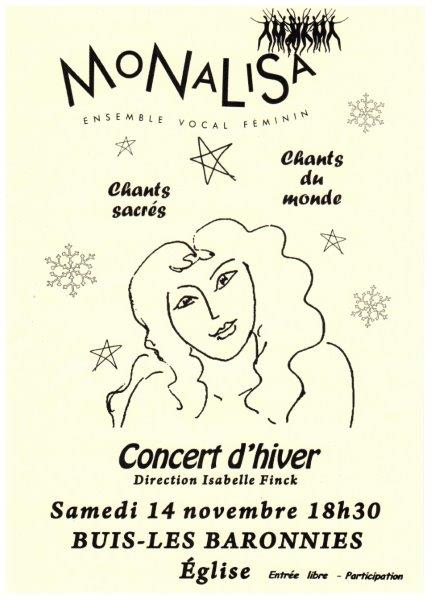 MONALISA
ENSEMBLE VOCAL FÉMININ
Chants
sacrés
Chants
du
monde
Concert d'hiver
Direction Isabelle Finck
Samedi 14 novembre 18h30
BUIS-LES BARONNIES
Église
Entrée libre - Participation